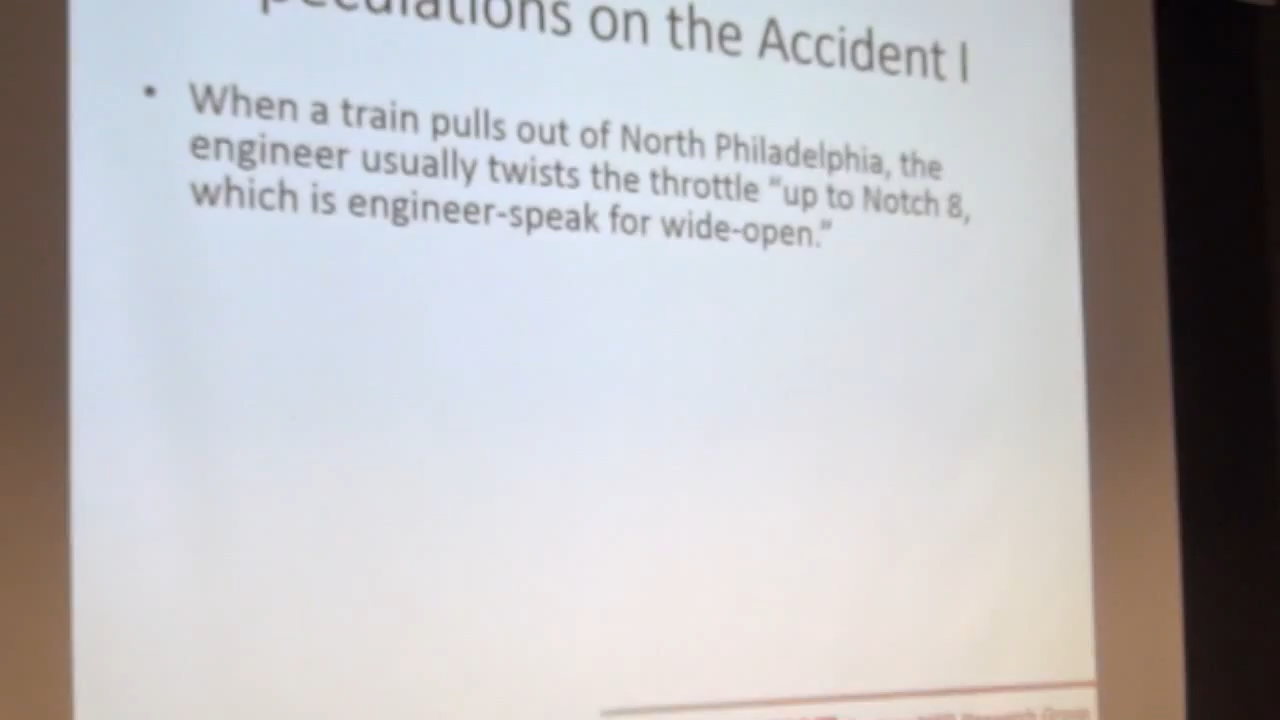 on the Accident I
• When a train pulls out of North Philadelphia, the
engineer usually twists the throttle “up to Notch 8,
which is engineer-speak for wide-open.”